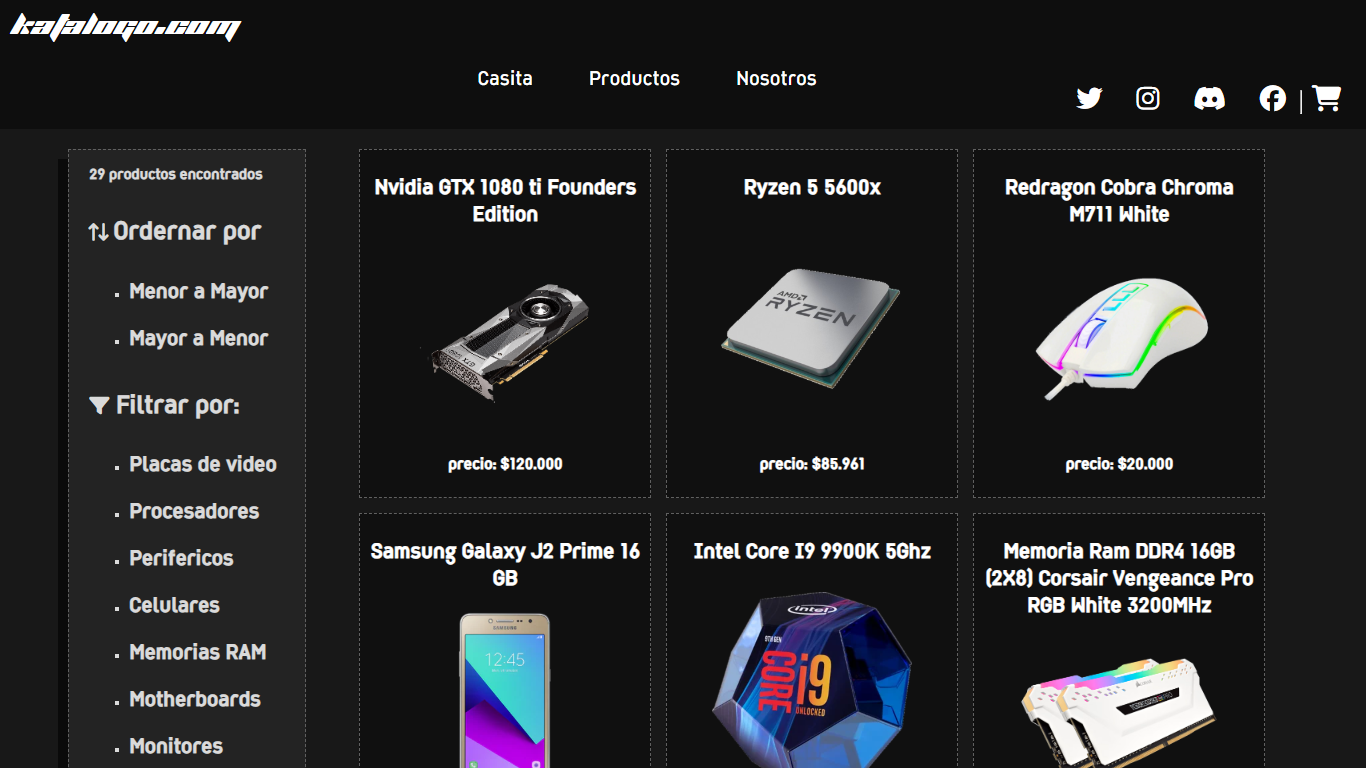 katalogo.com
Casita
Productos
Nosotros
|
29 productos encontrados
Ordernar por
Menor a Mayor
Mayor a Menor
Filtrar por:
Placas de video
Procesadores
Perifericos
Celulares
Memorias RAM
Motherboards
Monitores
Nvidia GTX 1080 ti Founders
Edition
precio: $120.000
Ryzen 5 5600x
AMD
RYZEN
precio: $85.961
Redragon Cobra Chroma
M711 White
precio: $20.000
Samsung Galaxy J2 Prime 16
GB
SAMSUNG
12:45
Intel Core I9 9900K 5Ghz
intel
9TH GEN
CORE i9
UNLOCKED
Memoria Ram DDR4 16GB
(2X8) Corsair Vengeance Pro
RGB White 3200MHz